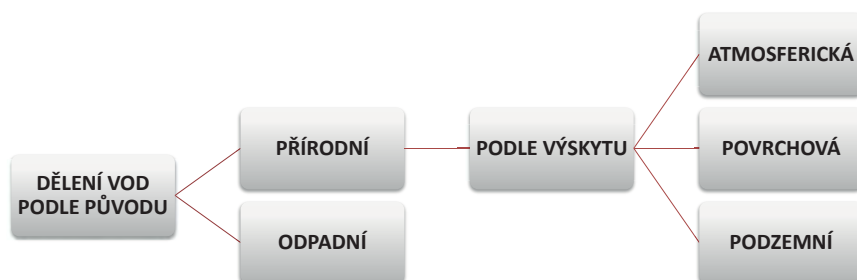 DĚLENÍ VOD
PODLE PŮVODU
PŘÍRODNÍ
ODPADNÍ
PODLE VÝSKYTU
ATMOSFERICKÁ
POVRCHOVÁ
PODZEMNÍ